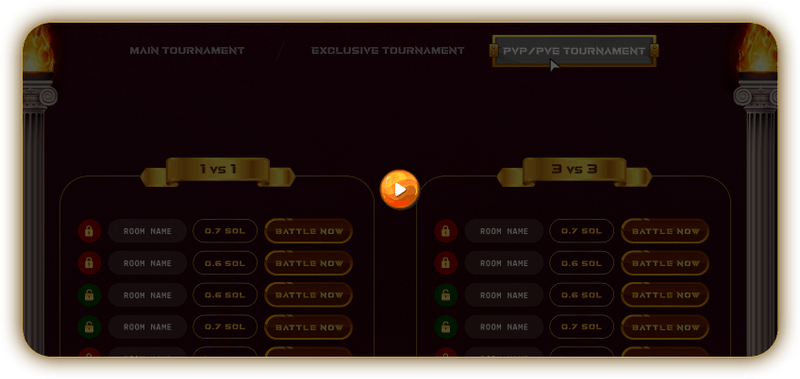 MAIN TOURNAMENT / EXCLUSIVE TOURNAMENT PVP/PVE TOURNAMENT
1 VS 1
ROOM NAME 0.7 SOL BATTLE NOW
ROOM NAME 0.6 SOL BATTLE NOW
ROOM NAME 0.6 SOL BATTLE NOW
ROOM NAME 0.7 SOL BATTLE NOW
3 VS 3
ROOM NAME 0.7 SOL BATTLE NOW
ROOM NAME 0.6 SOL BATTLE NOW
ROOM NAME 0.6 SOL BATTLE NOW
ROOM NAME 0.7 SOL BATTLE NOW